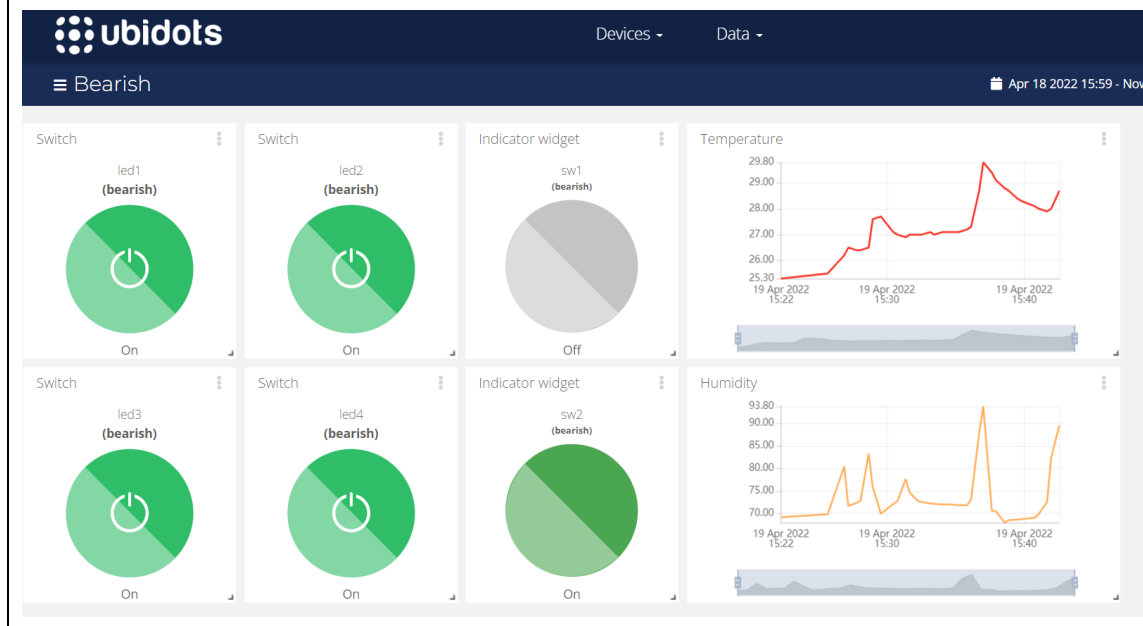 ubidots
Devices
Data
≡ Bearish
Apr 18 2022 15:59 - Now
Switch
led1
(bearish)
On
Switch
led2
(bearish)
On
Indicator widget
sw1
(bearish)
Off
Temperature
29.80
29.00
28.00
27.00
26.00
25.30
19 Apr 2022
15:22
19 Apr 2022
15:30
19 Apr 2022
15:40
Switch
led3
(bearish)
On
Switch
led4
(bearish)
On
Indicator widget
sw2
(bearish)
On
Humidity
93.80
90.00
85.00
80.00
75.00
70.00
19 Apr 2022
15:22
19 Apr 2022
15:30
19 Apr 2022
15:40